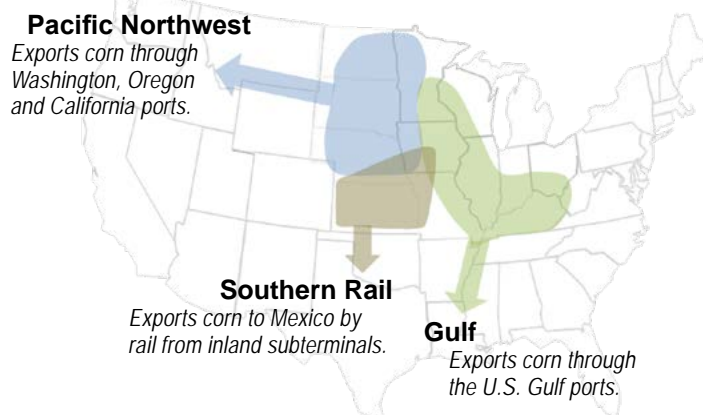 Pacific Northwest
Exports corn through
Washington, Oregon
and California ports.
Southern Rail
Exports corn to Mexico by
rail from inland subterminals.
Gulf
Exports corn through
the U.S. Gulf ports.